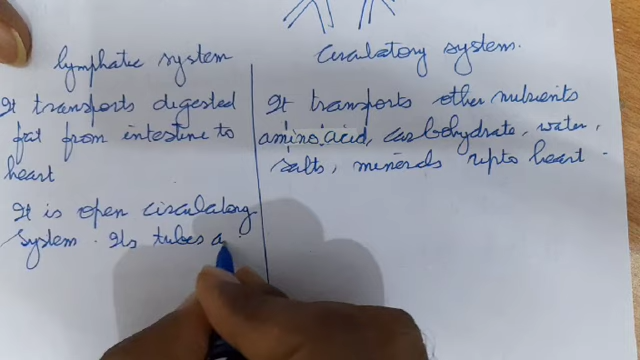 lymphatic system
Circulatory system.
It transports digested
fat from intestine to
heart
It is open circulatory
system. Its tubes a
It transports other nutrients
amino acid, carbohydrate, water,
salts, minerals upto heart.